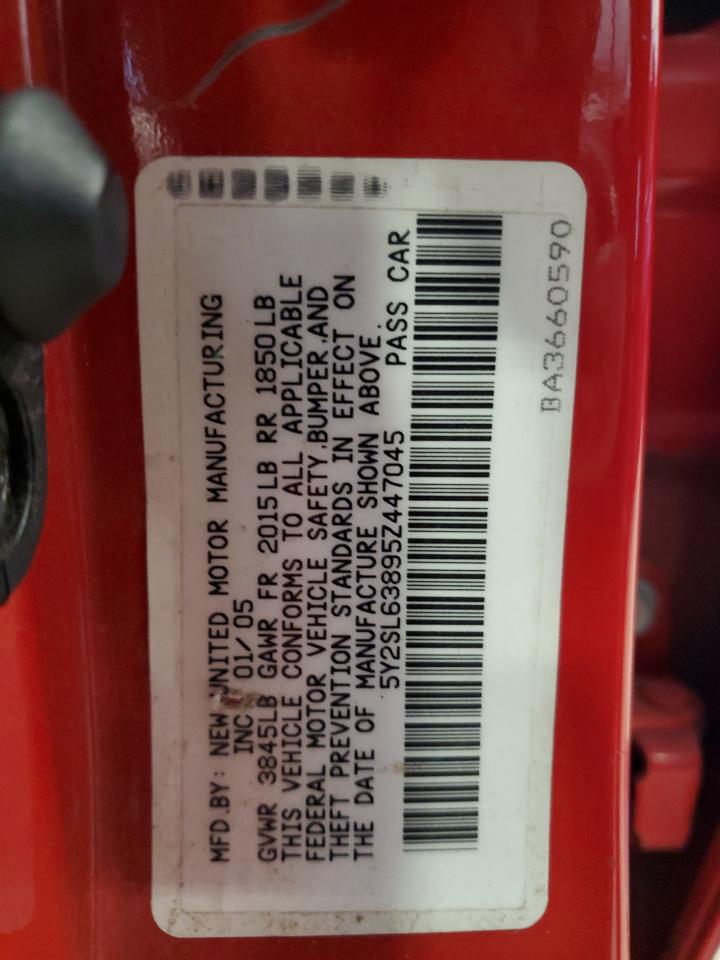 MFD.BY: NEW UNITED MOTOR MANUFACTURING
INC 01/05
GVWR 3845LB GAWR FR 2015LB RR 1850LB
THIS VEHICLE CONFORMS TO ALL APPLICABLE
FEDERAL MOTOR VEHICLE SAFETY,BUMPER,AND
THEFT PREVENTION STANDARDS IN EFFECT ON
THE DATE OF MANUFACTURE SHOWN ABOVE.
5Y2SL63895Z447045 PASS CAR
BA3660590